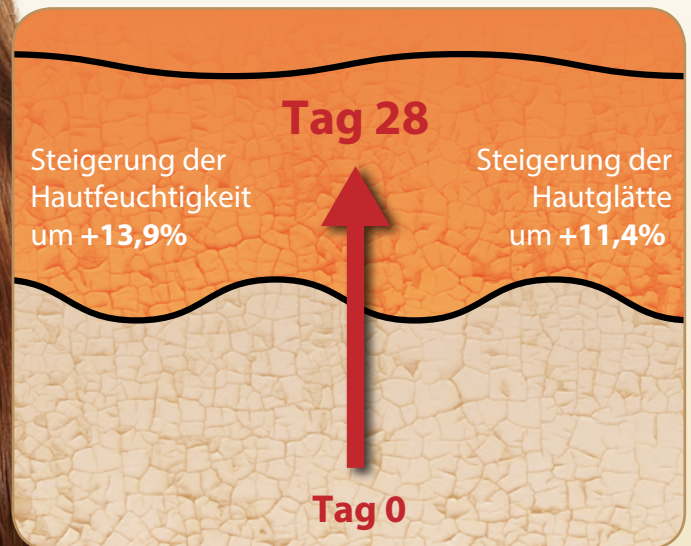 Tag 28
Steigerung der
Hautfeuchtigkeit
um +13,9%
Steigerung der
Hautglätte
um +11,4%
Tag 0